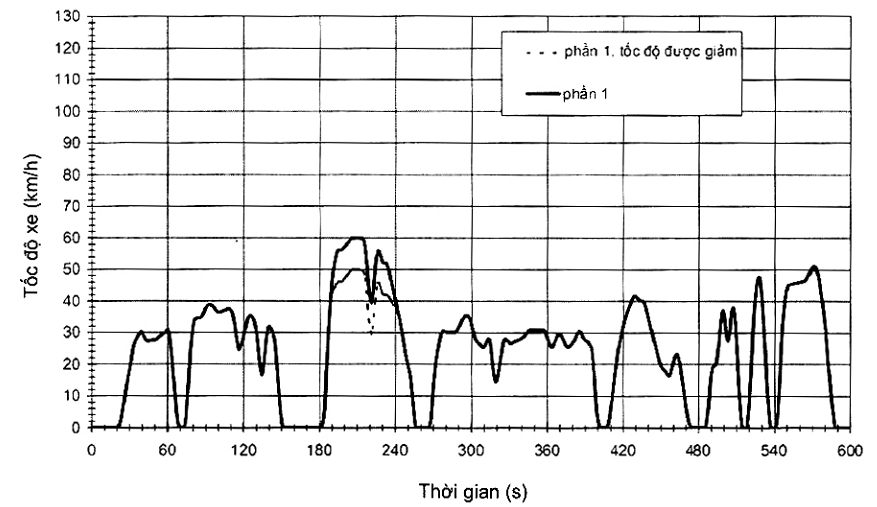 130
120
110
100
90
80
70
60
50
40
30
20
10
0
Tốc độ xe (km/h)
phần 1, tốc độ được giảm
phần 1
0 60 120 180 240 300 360 420 480 540 600
Thời gian (s)